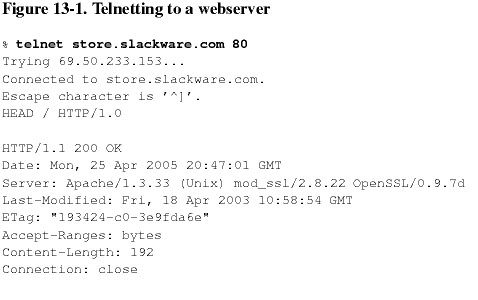 Figure 13-1. Telnetting to a webserver
% telnet store.slackware.com 80
Trying 69.50.233.153...
Connected to store.slackware.com.
Escape character is ’^]’.
HEAD / HTTP/1.0
HTTP/1.1 200 OK
Date: Mon, 25 Apr 2005 20:47:01 GMT
Server: Apache/1.3.33 (Unix) mod_ssl/2.8.22 OpenSSL/0.9.7d
Last-Modified: Fri, 18 Apr 2003 10:58:54 GMT
ETag: "193424-c0-3e9fda6e"
Accept-Ranges: bytes
Content-Length: 192
Connection: close